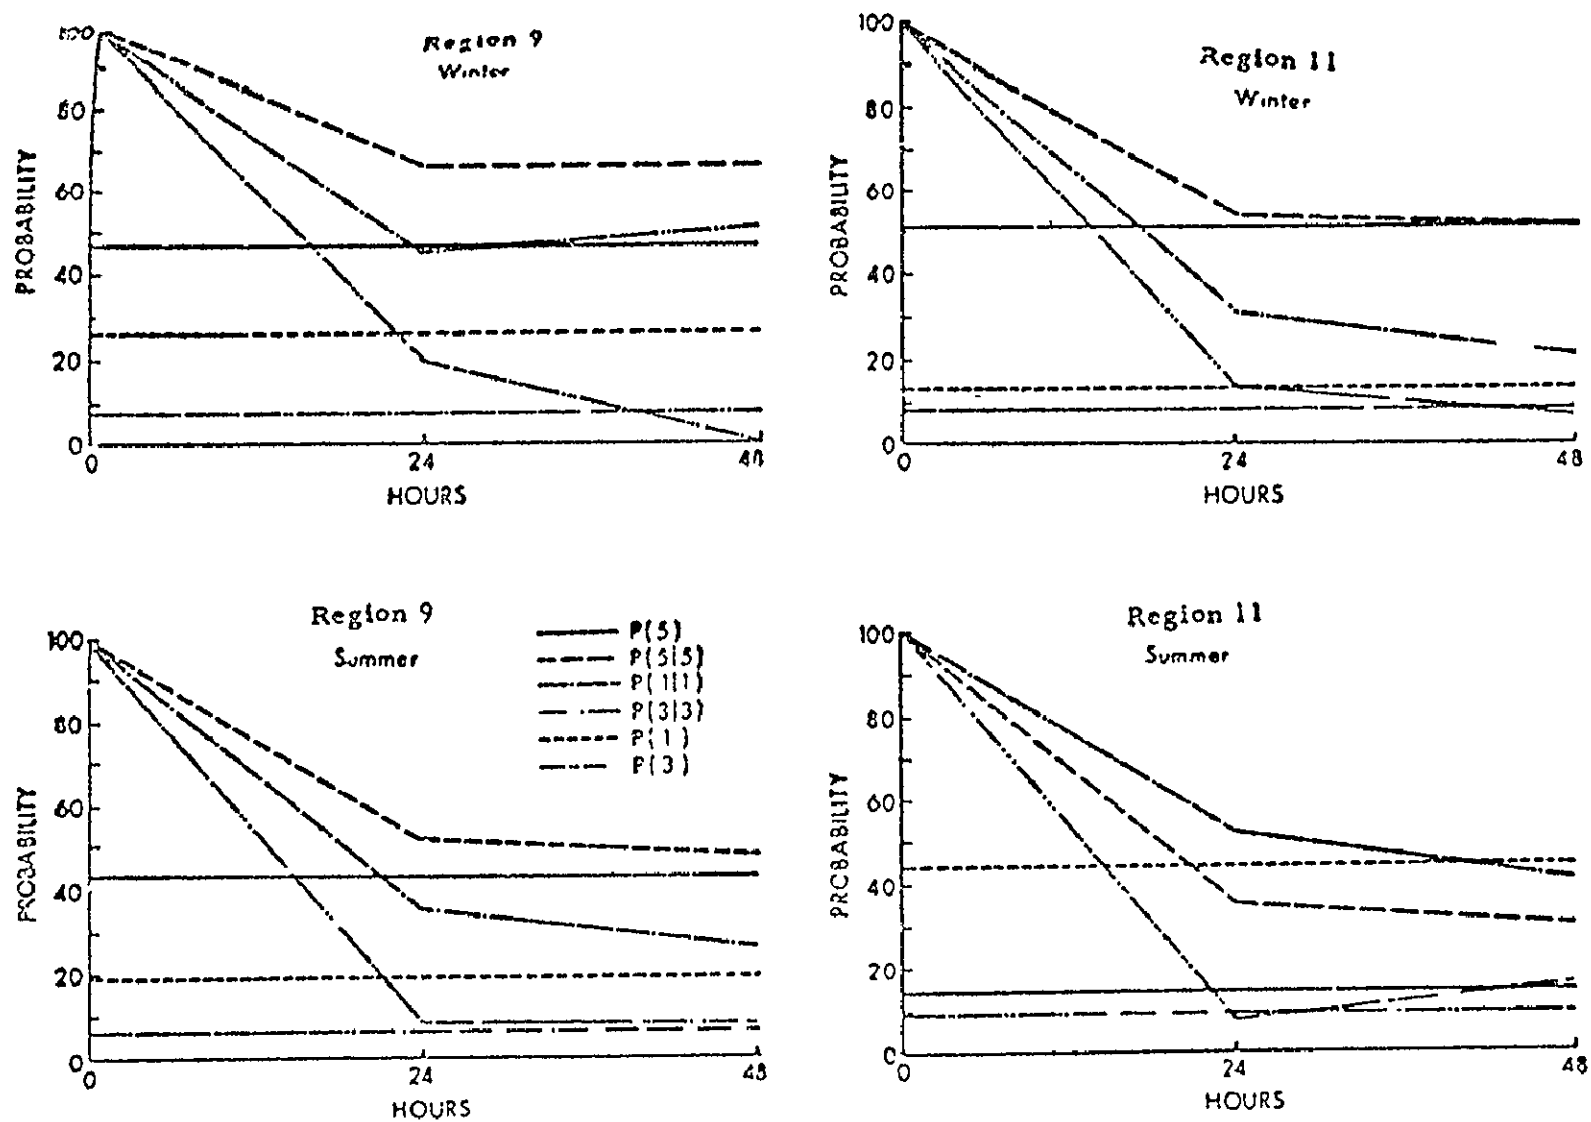 Region 9
Winter
100
80
60
40
20
0
0 24 48
PROBABILITY
HOURS
Region 11
Winter
100
80
60
40
20
0
0 24 48
PROBABILITY
HOURS
Region 9
Summer
P(5)
P(5|5)
P(1|1)
P(3|3)
P(1)
P(3)
100
80
60
40
20
0
0 24 48
PROBABILITY
HOURS
Region 11
Summer
100
80
60
40
20
0
0 24 48
PROBABILITY
HOURS